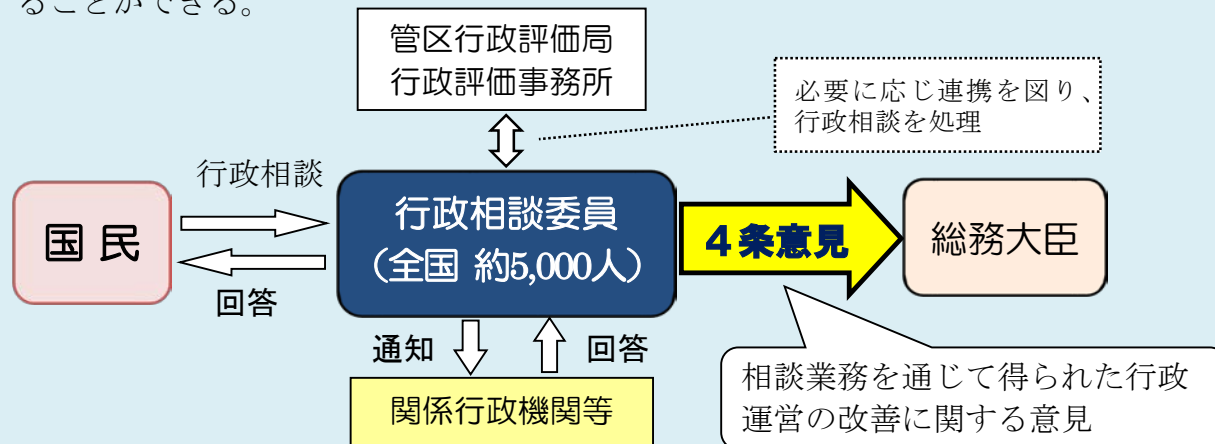 ることができる。
管区行政評価局
行政評価事務所
必要に応じ連携を図り、
行政相談を処理
行政相談
国 民
行政相談委員
（全国 約5,000人）
４条意見
総務大臣
回答
通知
回答
関係行政機関等
相談業務を通じて得られた行政
運営の改善に関する意見